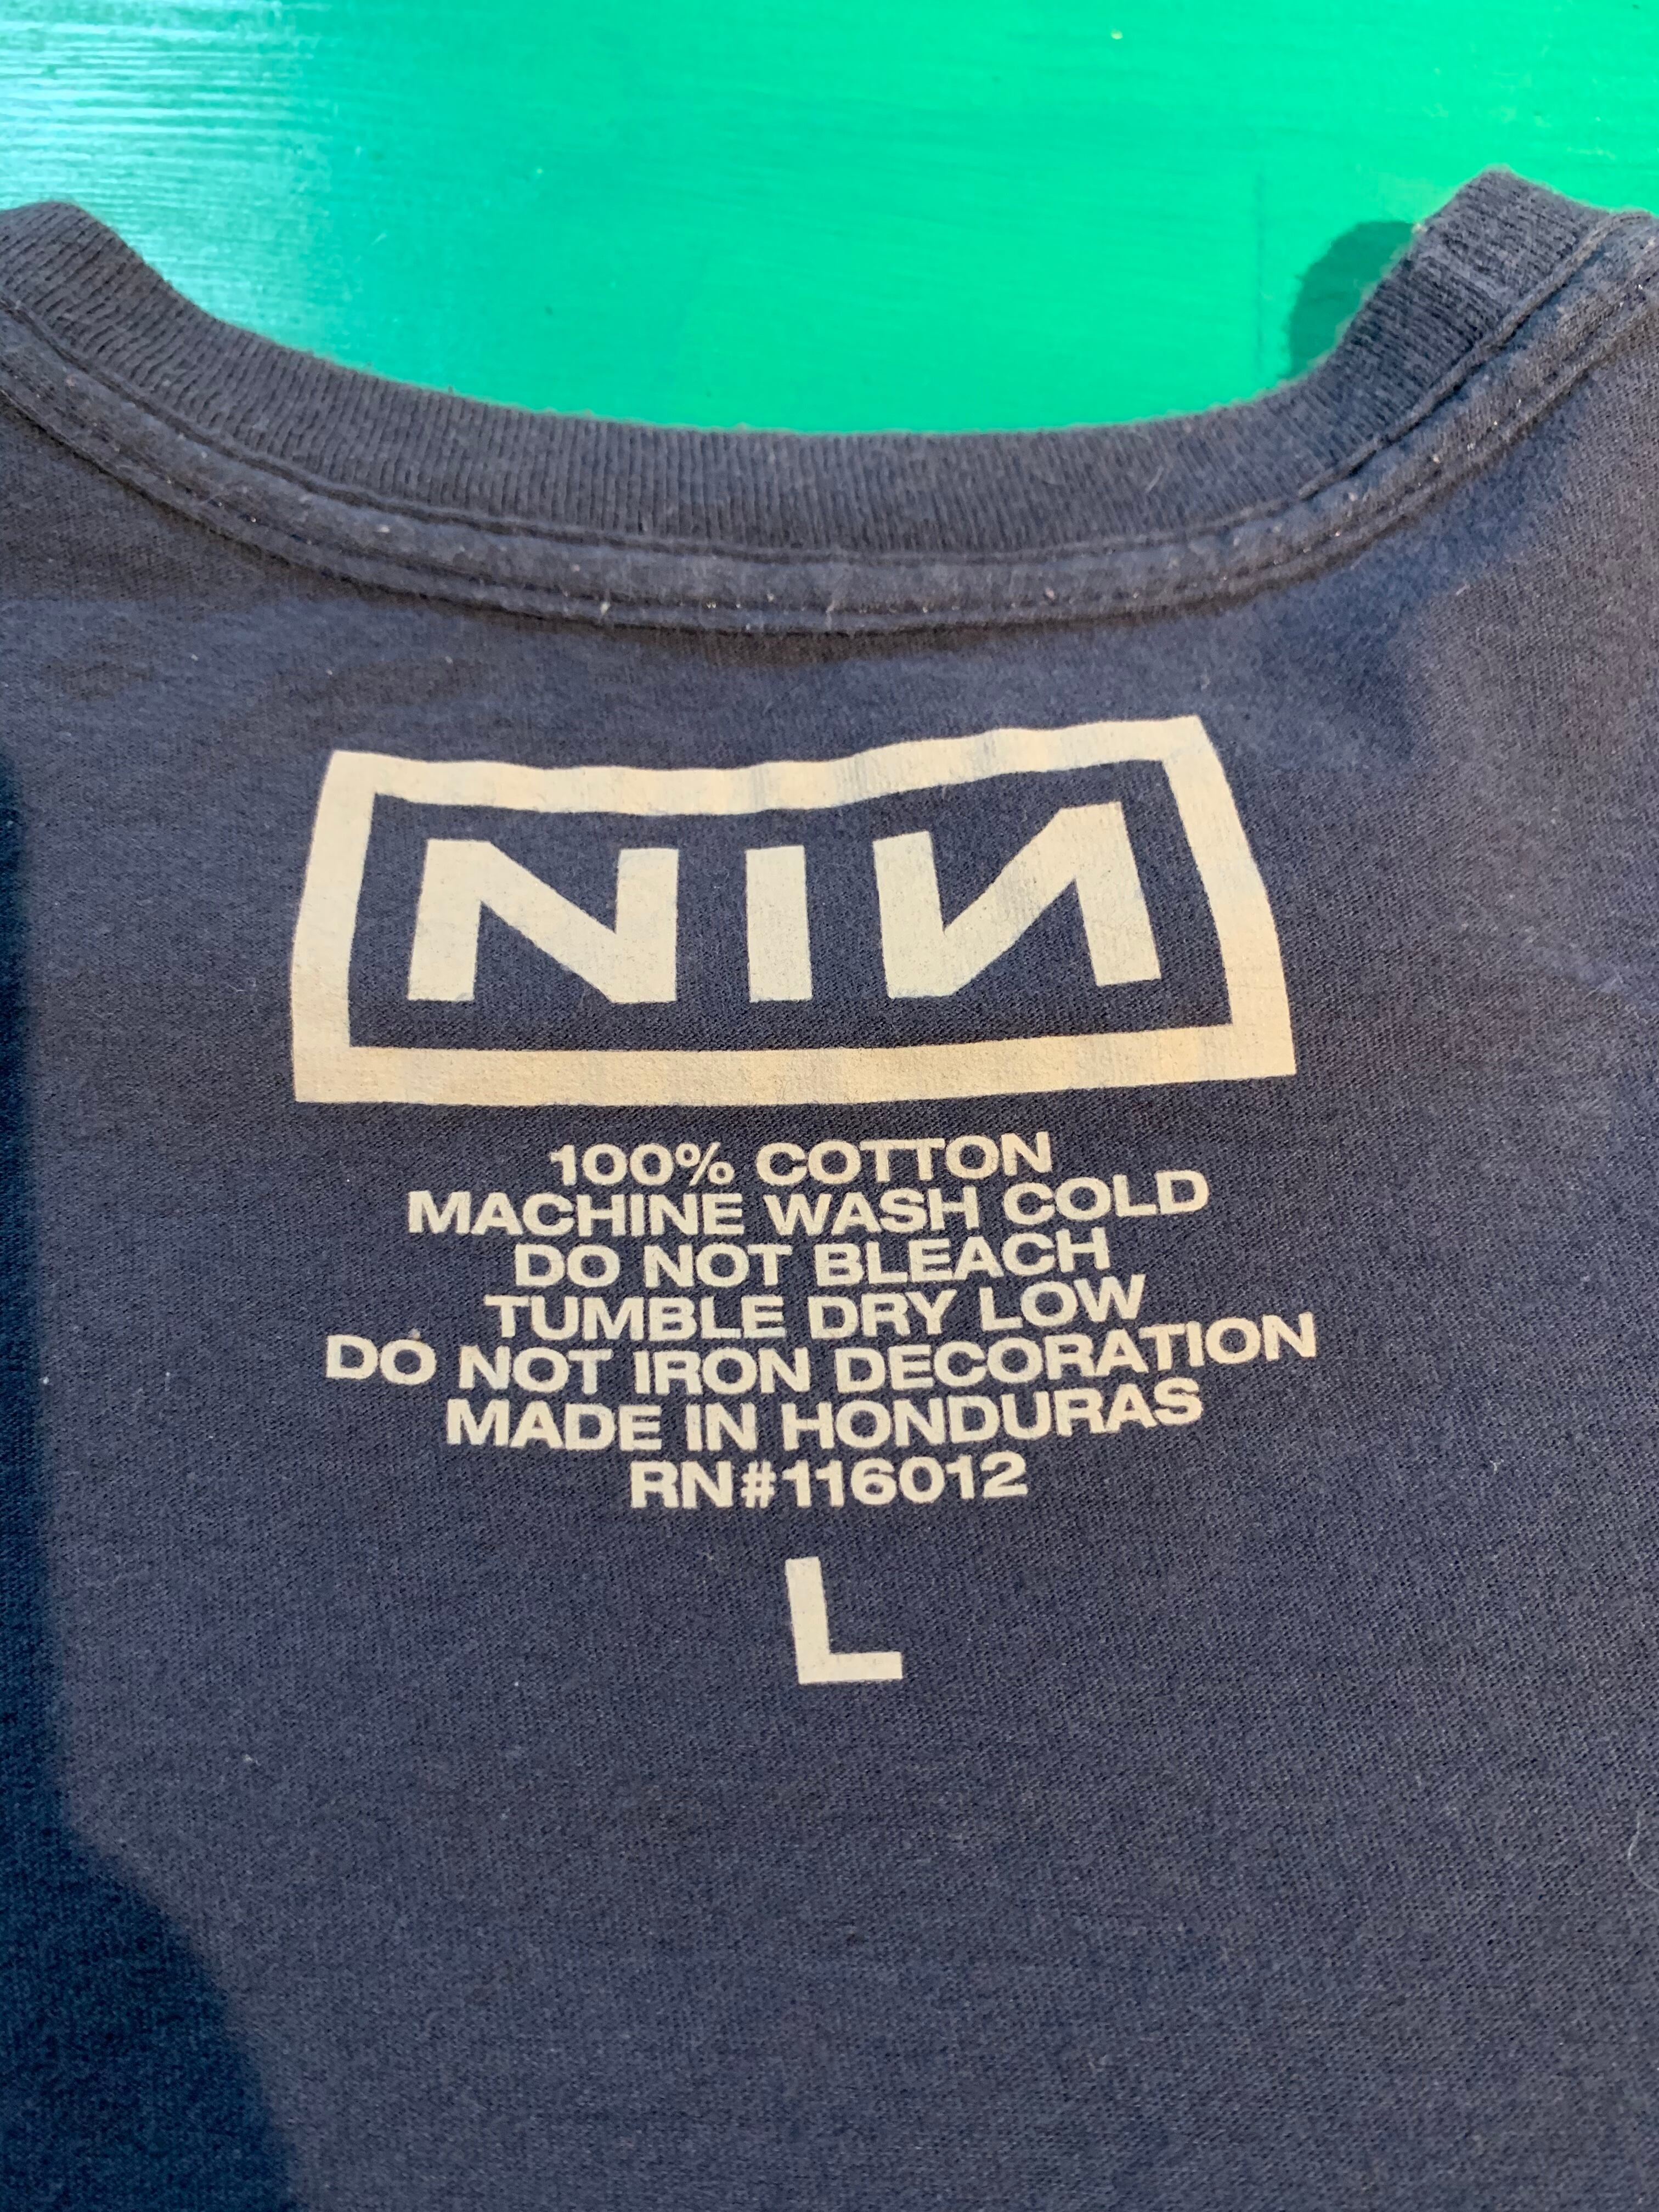 NIИ
100% COTTON
MACHINE WASH COLD
DO NOT BLEACH
TUMBLE DRY LOW
DO NOT IRON DECORATION
MADE IN HONDURAS
RN#116012
L